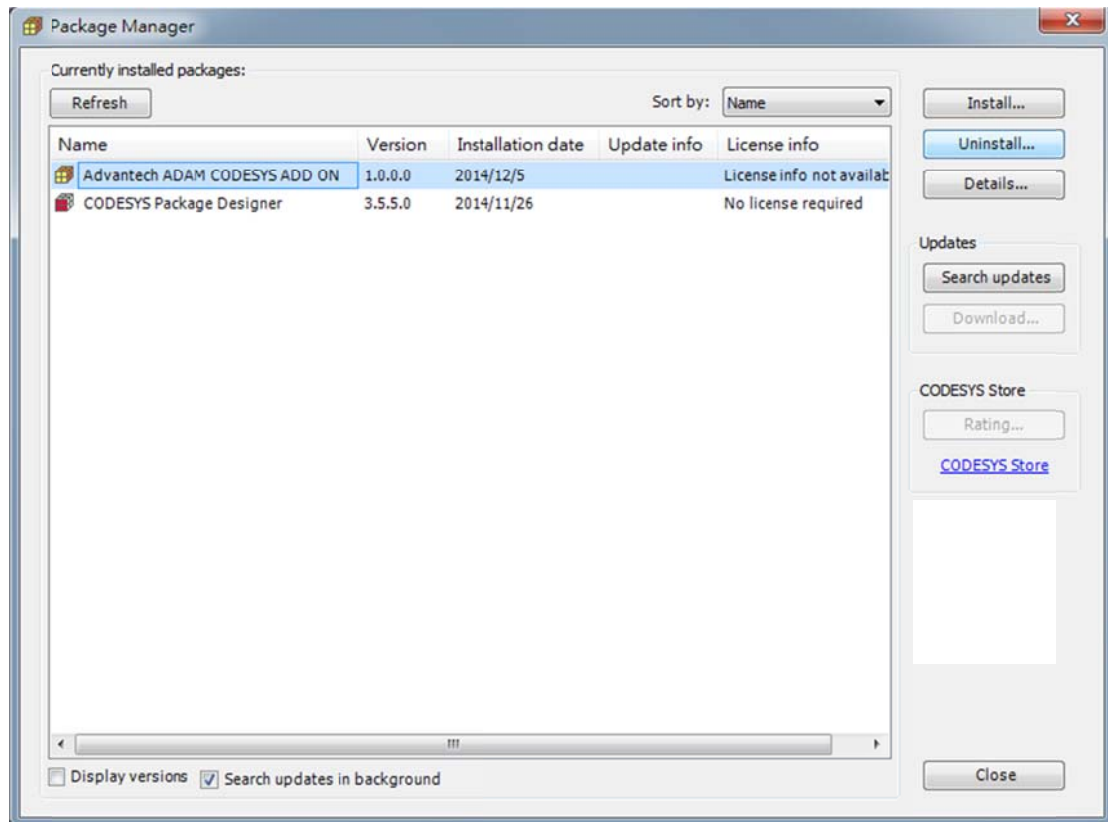 Package Manager
Currently installed packages:
Refresh
Sort by: Name
Name Version Installation date Update info License info
Advantech ADAM CODESYS ADD ON 1.0.0.0 2014/12/5 License info not availab
CODESYS Package Designer 3.5.5.0 2014/11/26 No license required
Display versions Search updates in background
Install...
Uninstall...
Details...
Updates
Search updates
Download...
CODESYS Store
Rating...
CODESYS Store
Close